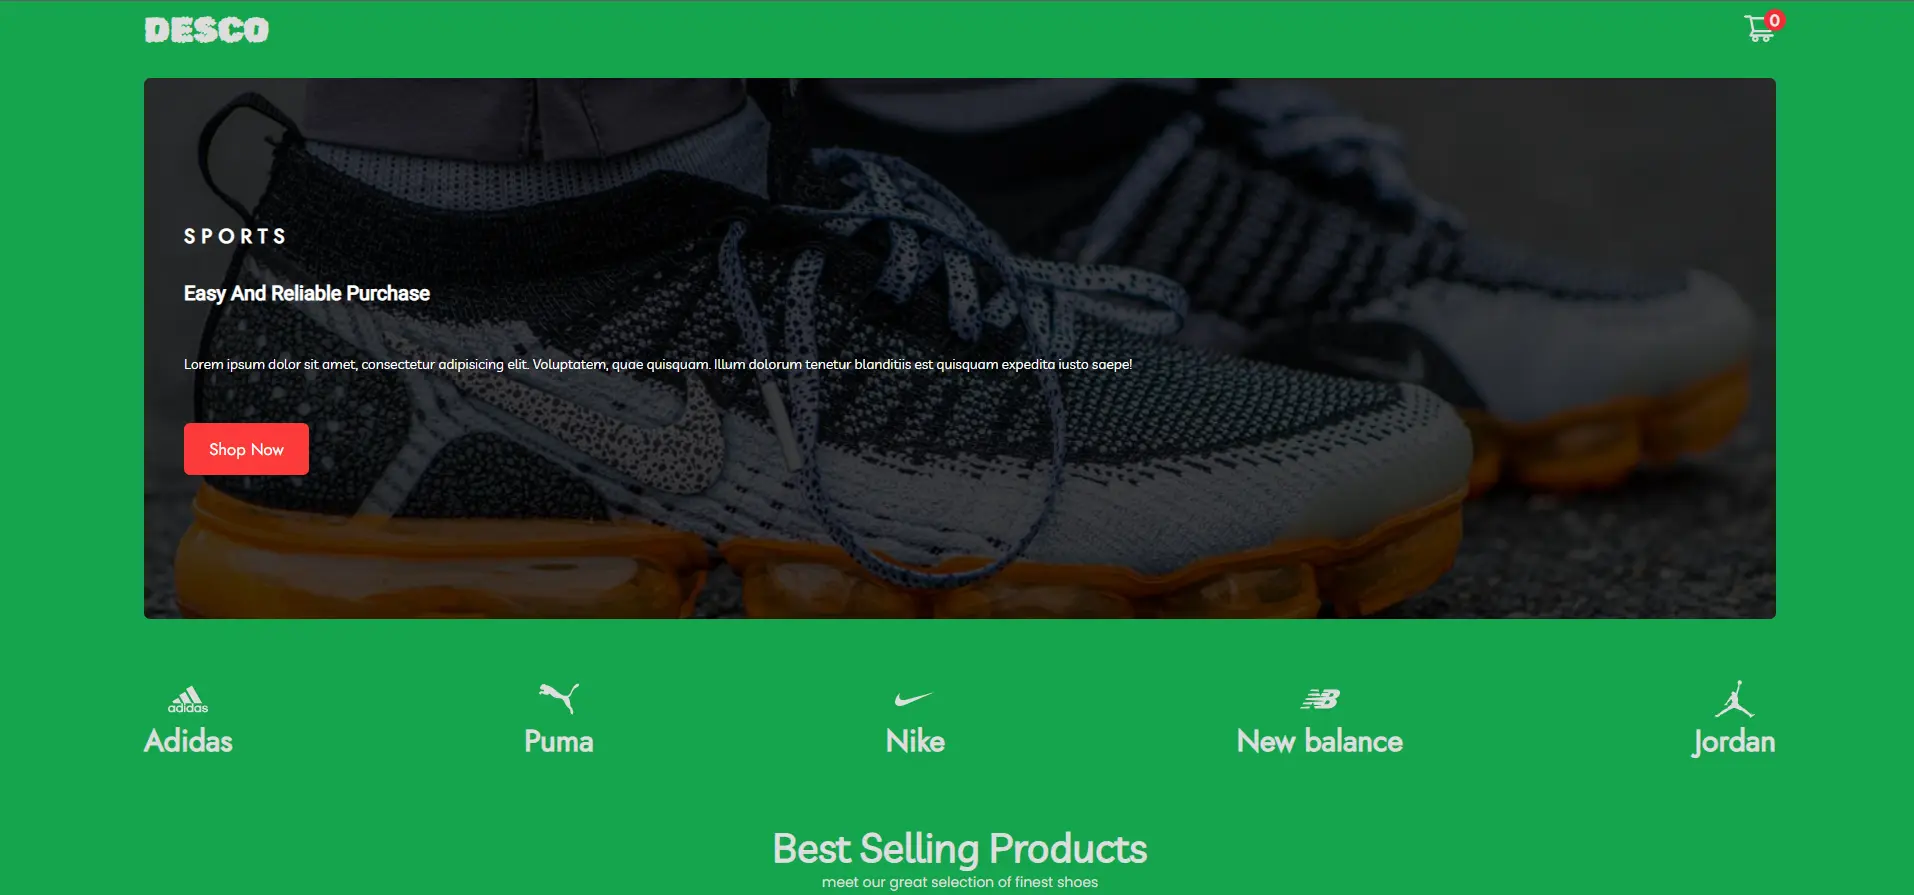 DESCO
0
SPORTS
Easy And Reliable Purchase
Lorem ipsum dolor sit amet, consectetur adipisicing elit. Voluptatem, quae quisquam. Illum dolorum tenetur blanditiis est quisquam expedita iusto saepe!
Shop Now
adidas
NB
Adidas
Puma
Nike
New balance
Jordan
Best Selling Products
meet our great selection of finest shoes